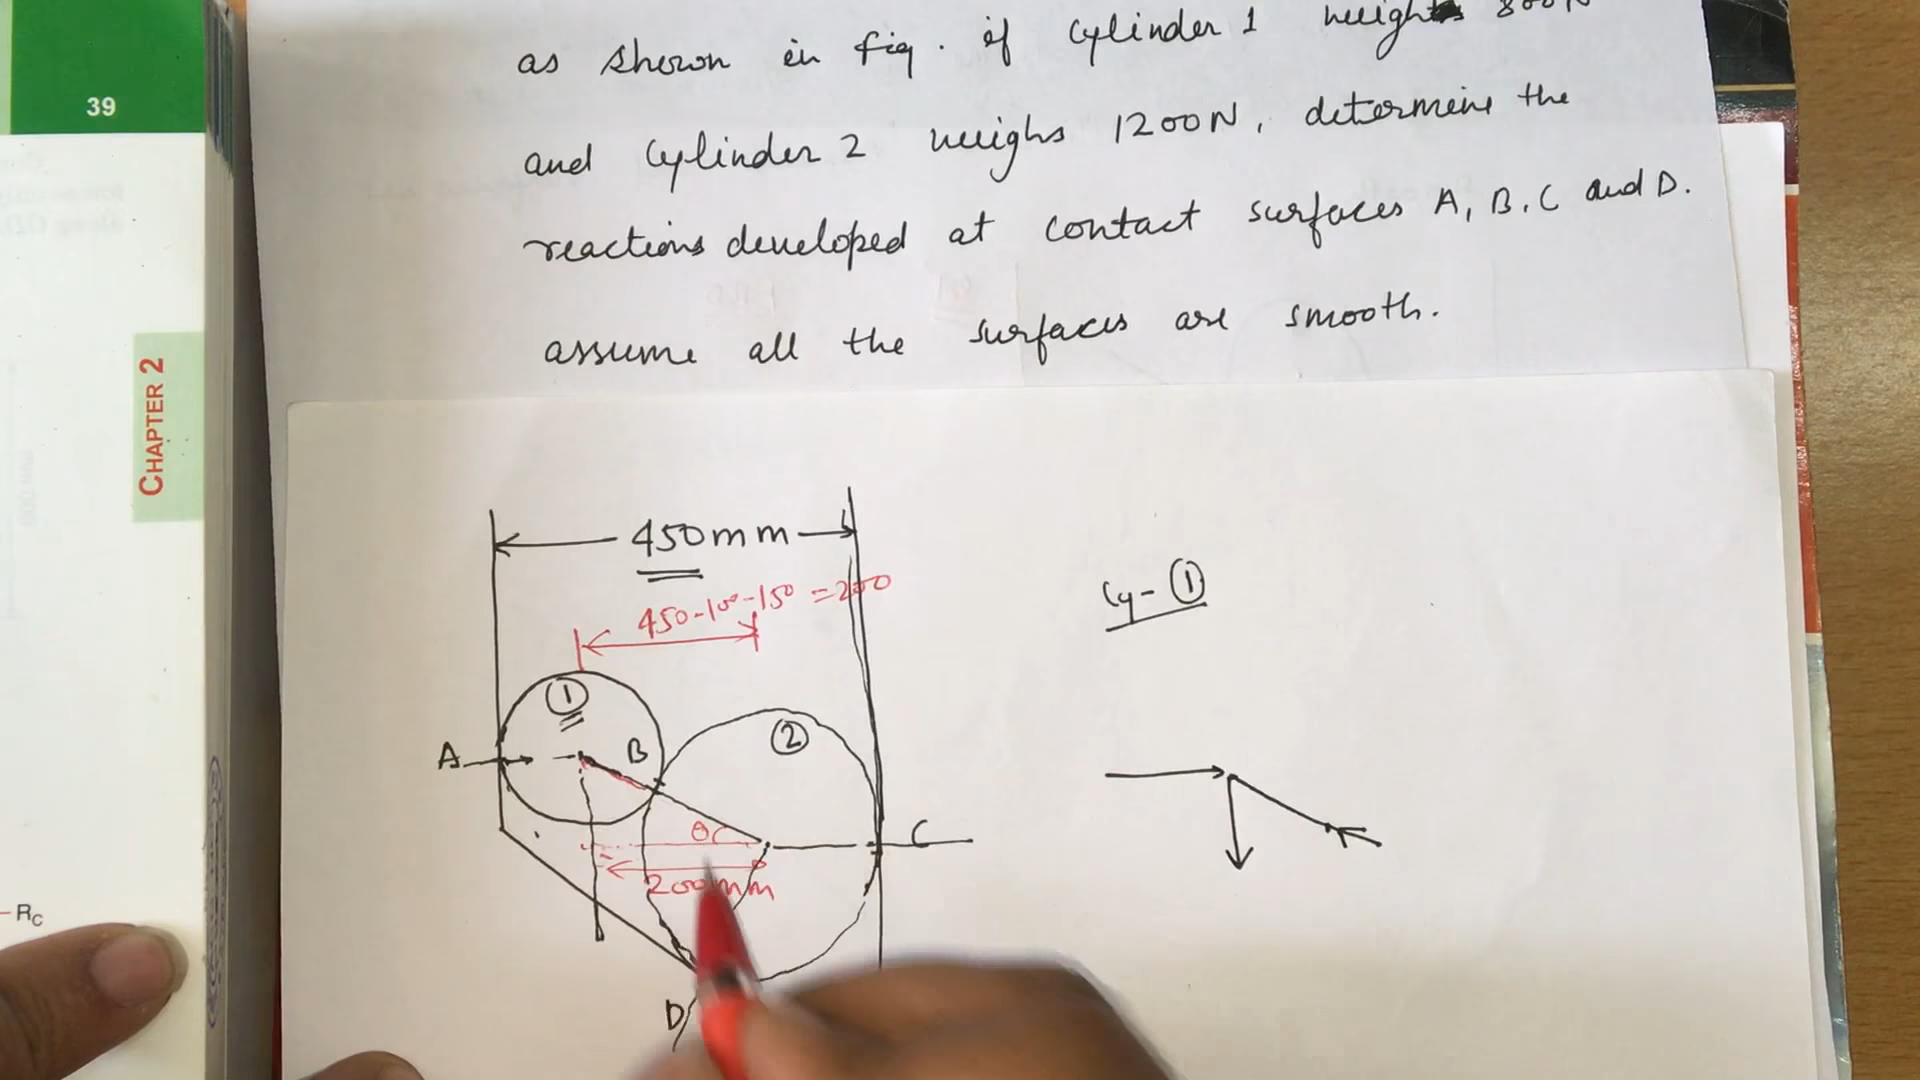 39
CHAPTER 2
RC
as shown in fig. if cylinder 1 weighs 800N
and cylinder 2 weighs 1200N, determine the
reactions developed at contact surfaces A, B, C and D.
assume all the surfaces are smooth.
450mm
450-100-150 = 200
Cy-①
①
②
A
B
θ
C
200mm
D